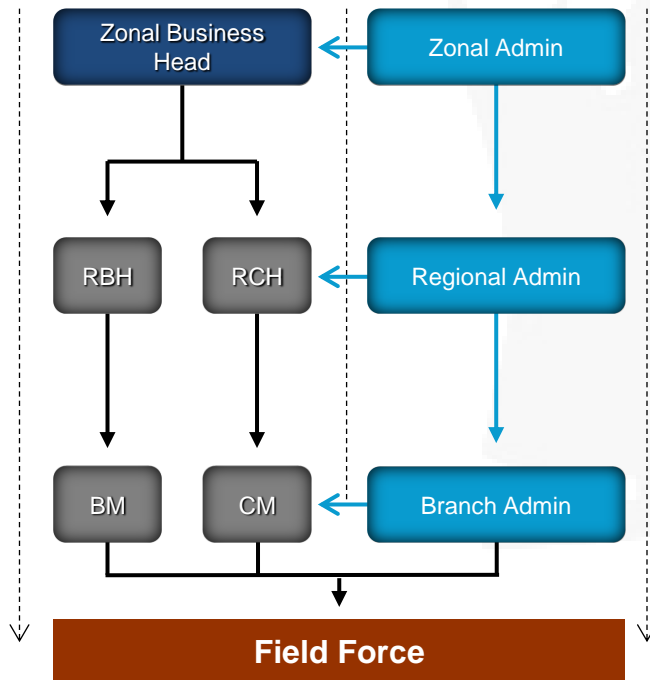 Zonal Business
Head
Zonal Admin
RBH
RCH
Regional Admin
BM
CM
Branch Admin
Field Force